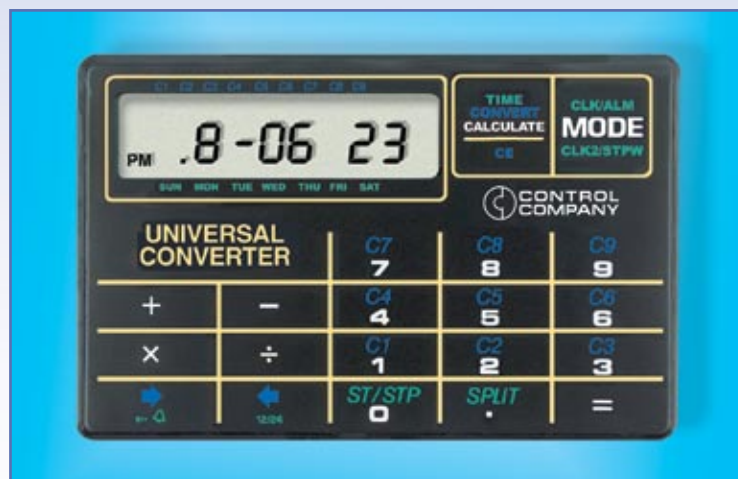 C1 C2 C3 C4 C5 C6 C7 C8 C9
PM .8-06 23
SUN MON TUE WED THU FRI SAT
TIME
CONVERT
CALCULATE
CE
CLK/ALM
MODE
CLK2/STPW
CONTROL
COMPANY
UNIVERSAL
CONVERTER
C7 C8 C9
7 8 9
C4 C5 C6
+ - 4 5 6
C1 C2 C3
× ÷ 1 2 3
ST/STP SPLIT
12/24 0 . =